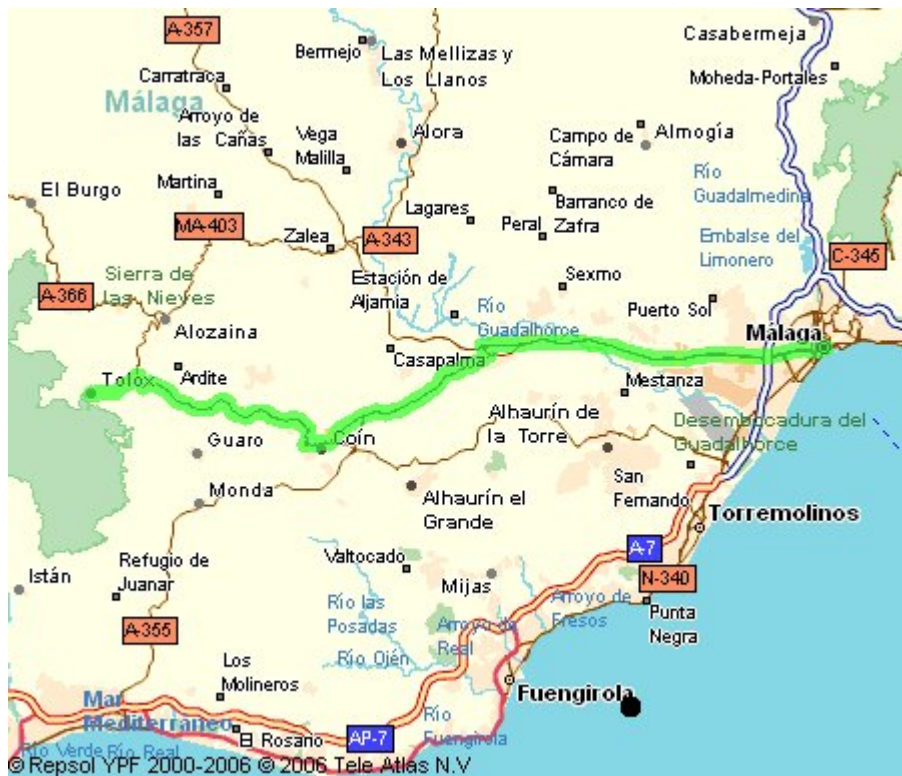 A-357
Casabermeja
Bermejo
Las Mellizas y
Los Llanos
Moheda-Portales
Carratraca
Málaga
Arroyo de
las Cañas
Vega
Malilla
Alora
Campo de
Cámara
Almogía
El Burgo
Martina
Río
Guadalmedina
Barranco de
Zafra
Lagares
Peral
MA-403
Zalea
A-343
Embalse del
Limonero
C-345
Sierra de
las Nieves
A-366
Estación de
Aljamia
Sexmo
Río
Guadalhorce
Puerto Sol
Alozaina
Málaga
Casapalma
Ardite
Tolox
Mestanza
Alhaurín de
la Torre
Desembocadura del
Guadalhorce
Guaro
Coín
San
Fernando
Monda
Alhaurín el
Grande
Torremolinos
A-7
Refugio de
Juanar
Valtocado
Istán
Mijas
N-340
Río las
Posadas
Arroyo de
Fresos
Punta
Negra
Arroyo de
Real
A-355
Río Ojén
Los
Molineros
Fuengirola
Mar
Mediterraneo
Río
Fuengirola
El Rosario
AP-7
Río Verde
Río Real
© Repsol YPF 2000-2006 © 2006 Tele Atlas N.V